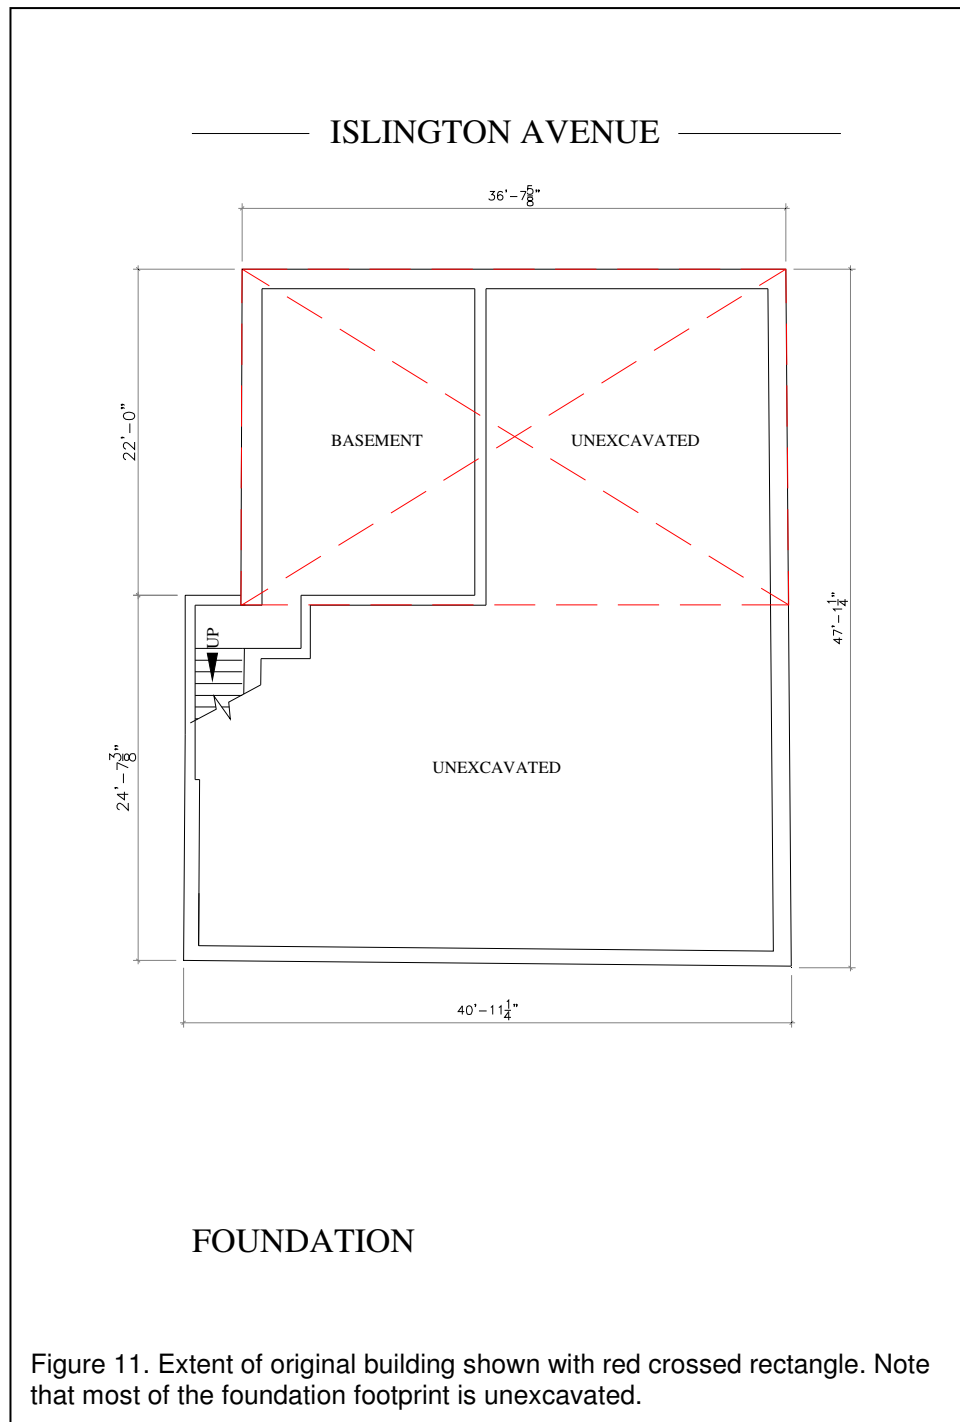 ISLINGTON AVENUE
36'-7 5/8"
22'-0"
BASEMENT
UNEXCAVATED
47'-1 1/4"
UP
24'-7 3/8"
UNEXCAVATED
40'-11 1/4"
FOUNDATION
Figure 11. Extent of original building shown with red crossed rectangle. Note
that most of the foundation footprint is unexcavated.